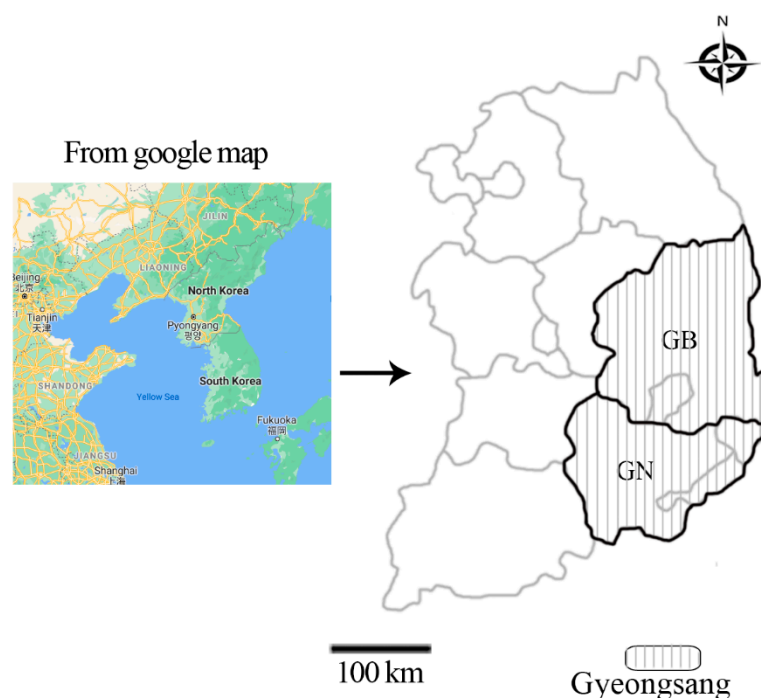 N
From google map
JILIN
LIAONING
Beijing
北京
North Korea
Tianjin
天津
Pyongyang
평양
SHANDONG
South Korea
Yellow Sea
Fukuoka
福岡
JIANGSU
Shanghai
上海
GB
GN
100 km
Gyeongsang